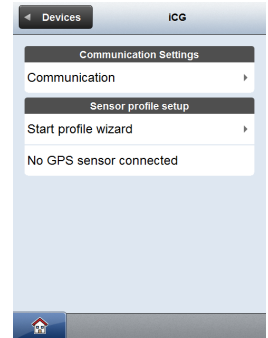 Devices
iCG
Communication Settings
Communication
Sensor profile setup
Start profile wizard
No GPS sensor connected